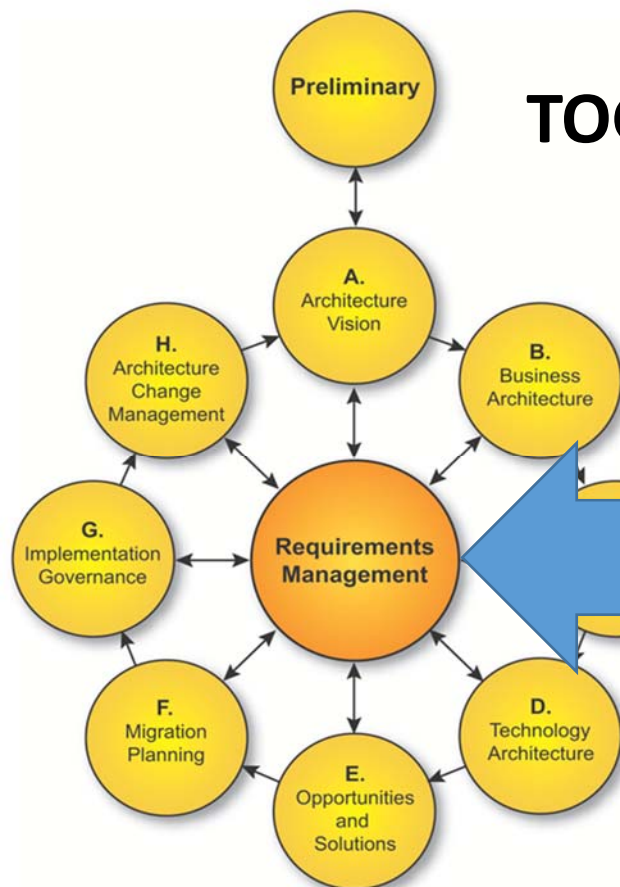 Preliminary
TOG
A.
Architecture
Vision
H.
Architecture
Change
Management
B.
Business
Architecture
G.
Implementation
Governance
Requirements
Management
F.
Migration
Planning
D.
Technology
Architecture
E.
Opportunities
and
Solutions